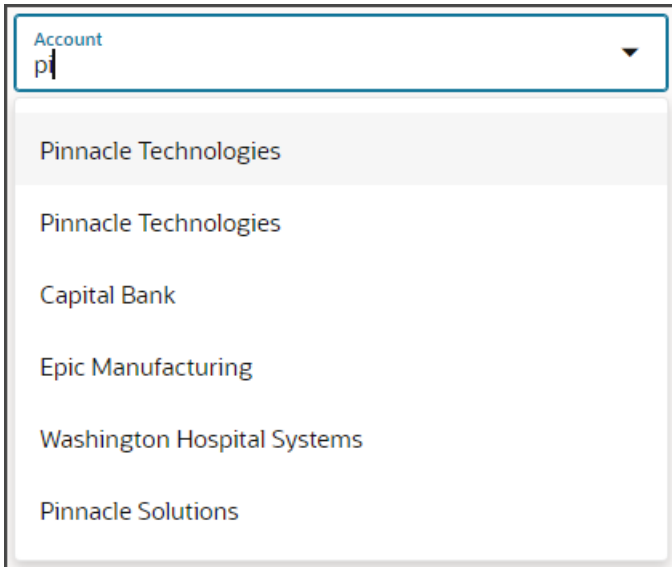 Account
pi
Pinnacle Technologies
Pinnacle Technologies
Capital Bank
Epic Manufacturing
Washington Hospital Systems
Pinnacle Solutions